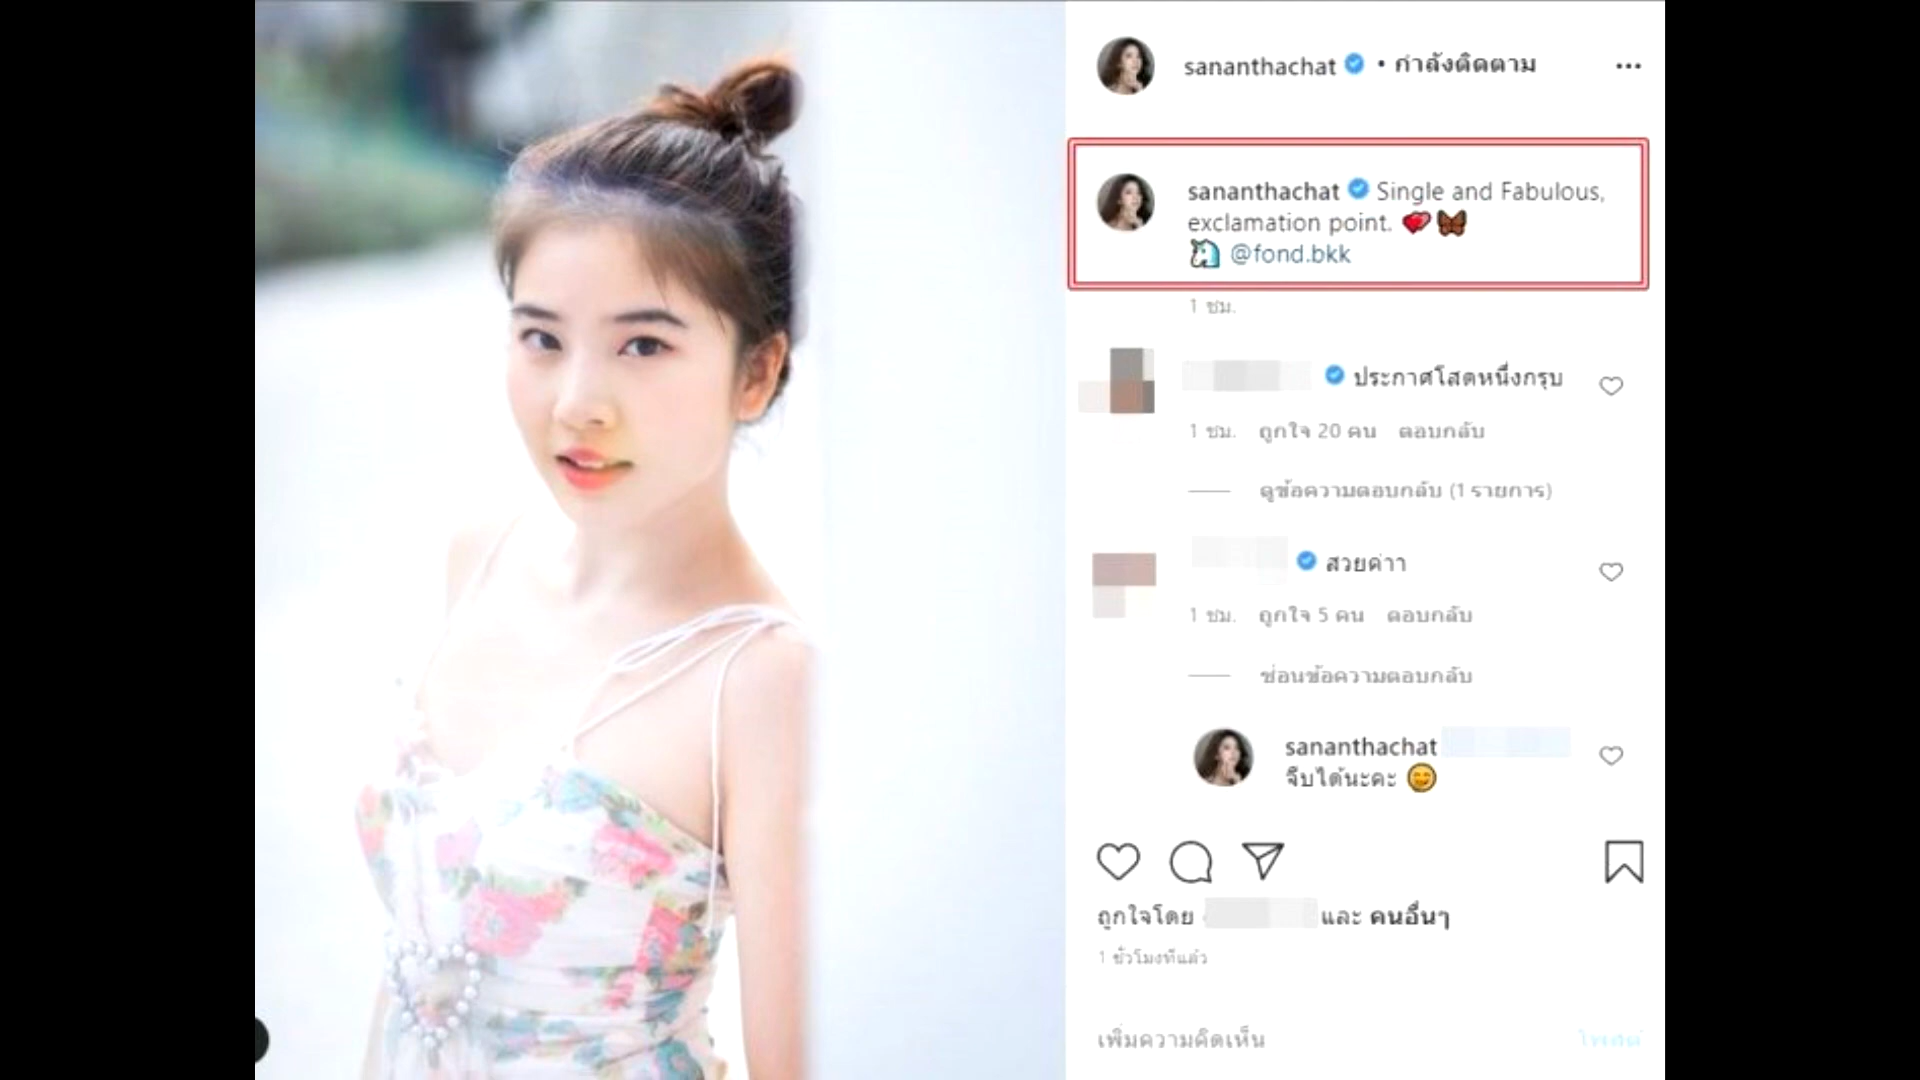 sananthachat • กำลังติดตาม
sananthachat Single and Fabulous,
exclamation point. 💕🦋
🦄 @fond.bkk
1 ชม.
ประกาศโสดหนึ่งกรุบ
1 ชม. ถูกใจ 20 คน ตอบกลับ
ดูข้อความตอบกลับ (1 รายการ)
สวยค่าา
1 ชม. ถูกใจ 5 คน ตอบกลับ
ซ่อนข้อความตอบกลับ
sananthachat
จีบได้นะคะ 😊
ถูกใจโดย และ คนอื่นๆ
1 ชั่วโมงที่แล้ว
เพิ่มความคิดเห็น
โพสต์